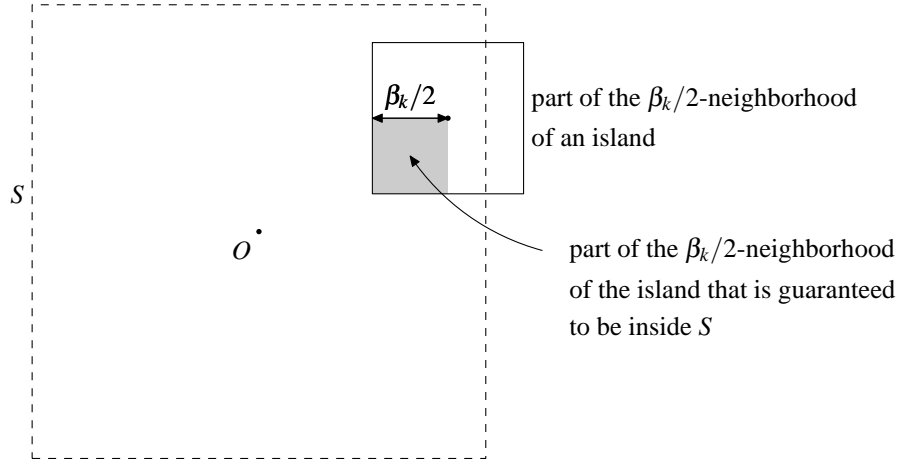 β_k/2
part of the β_k/2-neighborhood
of an island
S
O
part of the β_k/2-neighborhood
of the island that is guaranteed
to be inside S